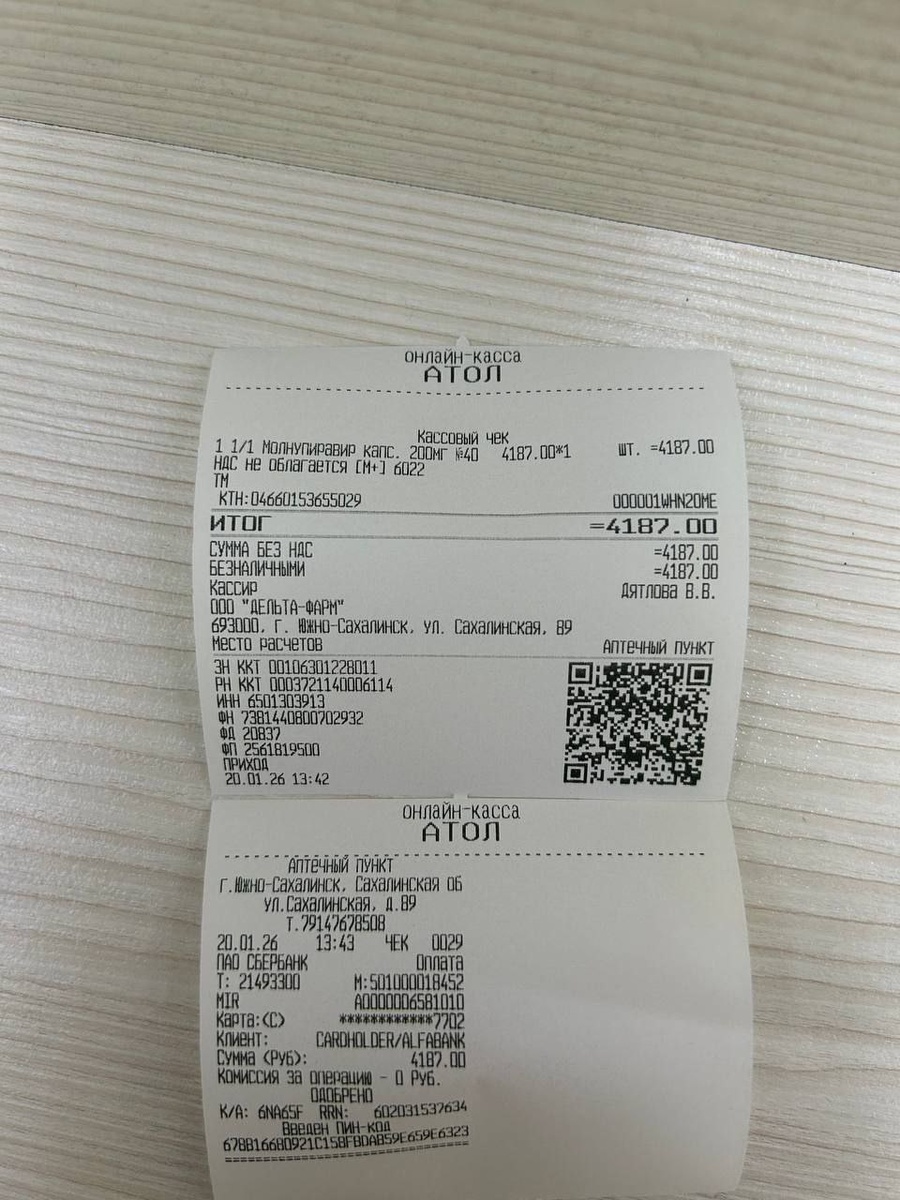 ОНЛАЙН-КАССА
АТОЛ
Кассовый чек
1 1/1 Молнупиравир капс. 200мг №40 4187.00*1 шт. =4187.00
НДС не облагается [М+] 6022
ТМ
КТН:04660153655029 000001WHN20ME
ИТОГ =4187.00
СУММА БЕЗ НДС =4187.00
БЕЗНАЛИЧНЫМИ =4187.00
Кассир Дятлова В.В.
ООО "ДЕЛЬТА-ФАРМ"
693000, г. Южно-Сахалинск, ул. Сахалинская, 89
Место расчетов Аптечный пункт
ЗН ККТ 00106301228011
РН ККТ 0003721140006114
ИНН 6501303913
ФН 7381440800702932
ФД 20837
ФП 2561819500
ПРИХОД
20.01.26 13:42
ОНЛАЙН-КАССА
АТОЛ
Аптечный пункт
г.Южно-Сахалинск, Сахалинская об
ул.Сахалинская, д.89
Т.79147678508
20.01.26 13:43 ЧЕК 0029
ПАО СБЕРБАНК Оплата
Т: 21493300 М:501000018452
MIR A0000006581010
Карта:(C) ************7702
Клиент: CARDHOLDER/ALFABANK
Сумма (Руб): 4187.00
Комиссия за операцию - 0 Руб.
ОДОБРЕНО
К/А: 6NA65F RRN: 602031537634
Введен ПИН-код
678B16680921C158FBDAB59E659E6323